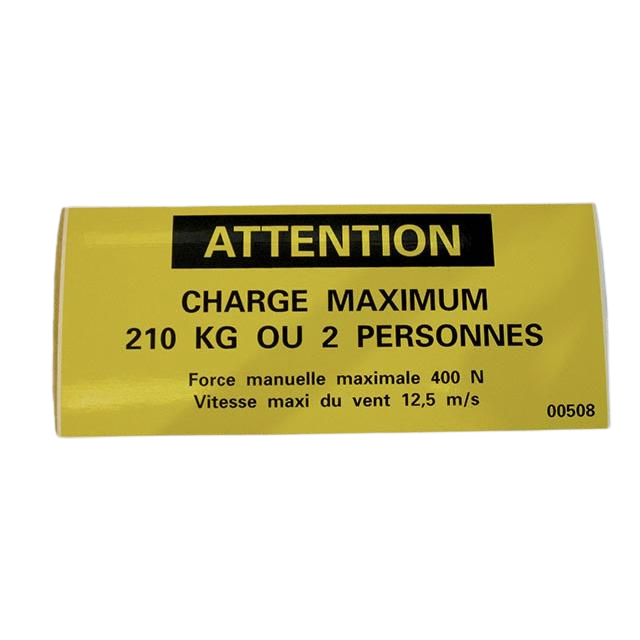 ATTENTION
CHARGE MAXIMUM
210 KG OU 2 PERSONNES
Force manuelle maximale 400 N
Vitesse maxi du vent 12,5 m/s
00508